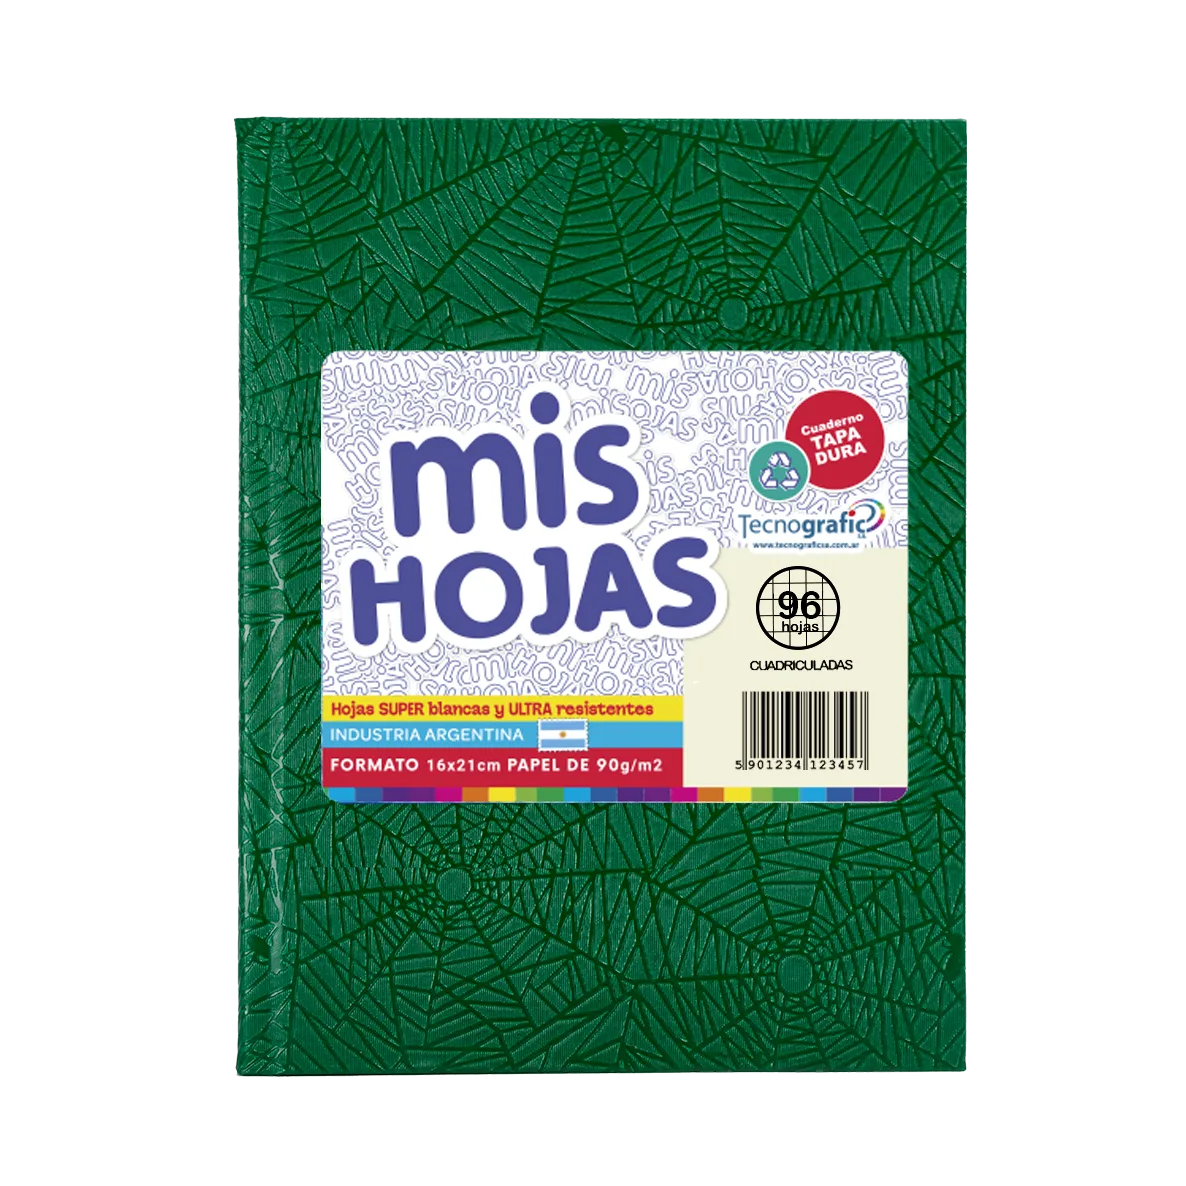 mis
HOJAS
Cuaderno
TAPA
DURA
Tecnografic
www.tecnograficsa.com.ar
96
hojas
CUADRICULADAS
Hojas SUPER blancas y ULTRA resistentes
INDUSTRIA ARGENTINA
FORMATO 16x21cm PAPEL DE 90g/m2
5 901234 123457